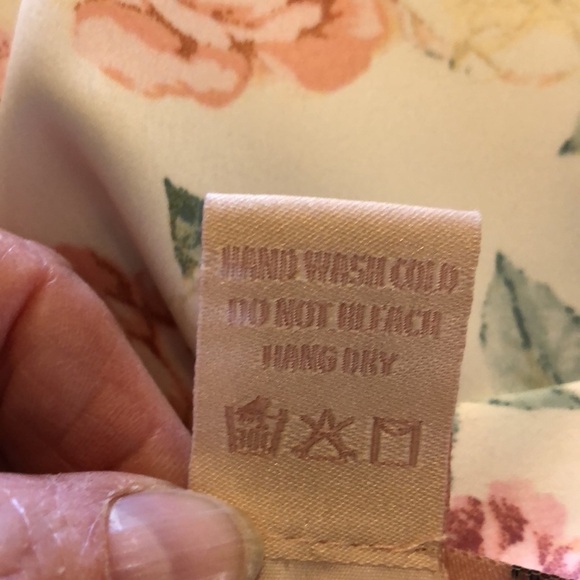 HAND WASH COLD
DO NOT BLEACH
HANG DRY